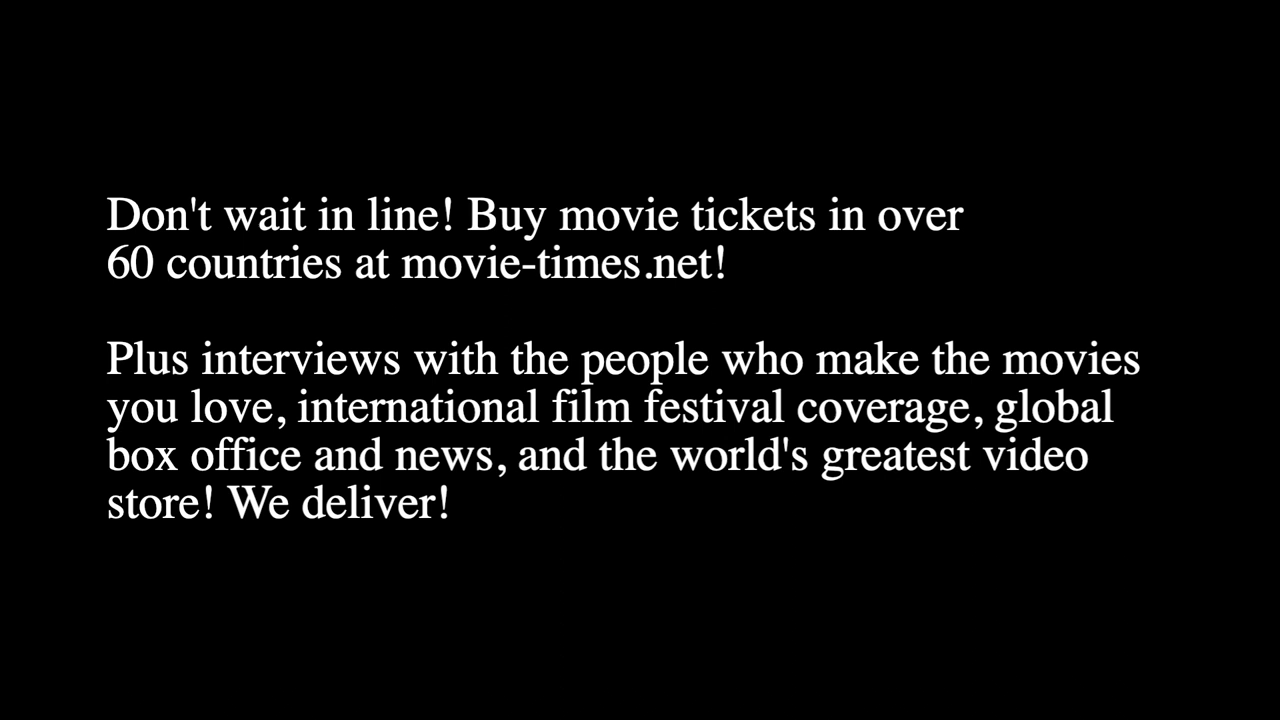 Don't wait in line! Buy movie tickets in over
60 countries at movie-times.net!
Plus interviews with the people who make the movies
you love, international film festival coverage, global
box office and news, and the world's greatest video
store! We deliver!